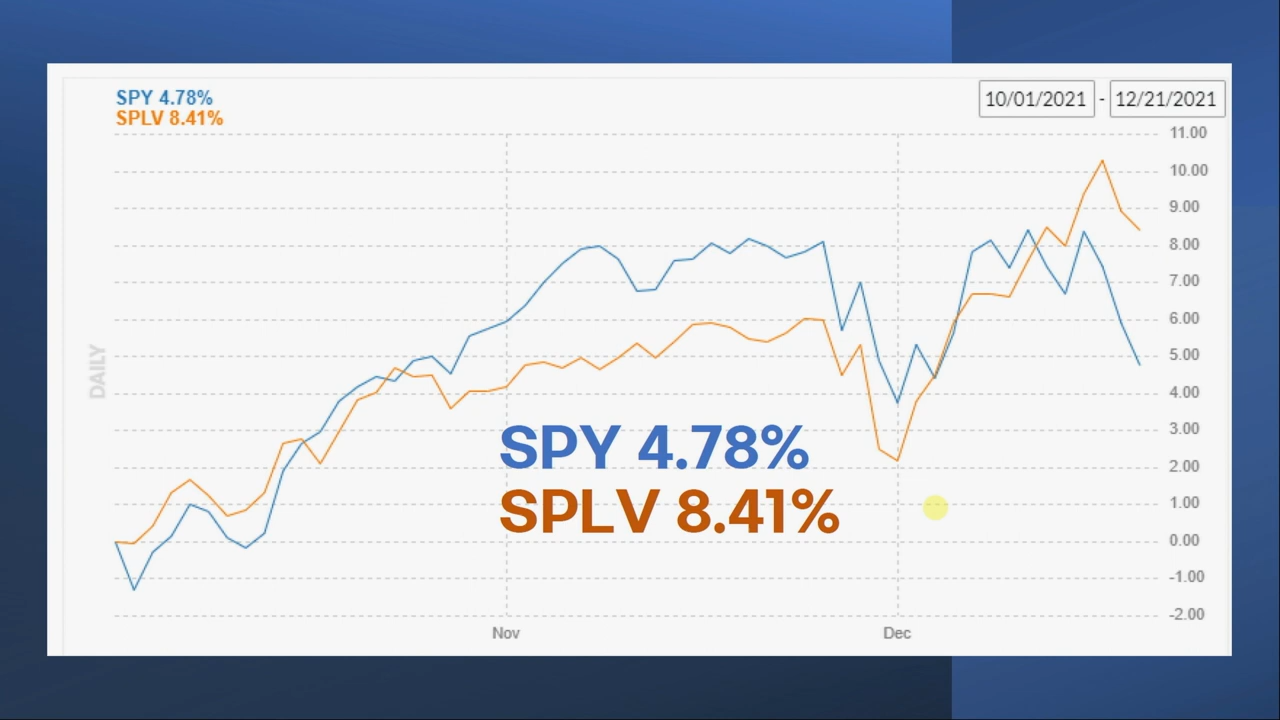 SPY 4.78%
SPLV 8.41%
10/01/2021 - 12/21/2021
11.00
10.00
9.00
8.00
7.00
6.00
5.00
4.00
3.00
2.00
1.00
0.00
-1.00
-2.00
DAILY
SPY 4.78%
SPLV 8.41%
Nov
Dec